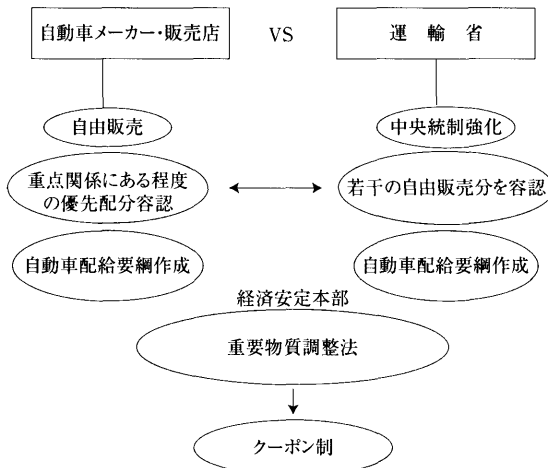 自動車メーカー・販売店
VS
運輸省
自由販売
中央統制強化
重点関係にある程度
の優先配分容認
若干の自由販売分を容認
自動車配給要綱作成
自動車配給要綱作成
経済安定本部
重要物質調整法
クーポン制